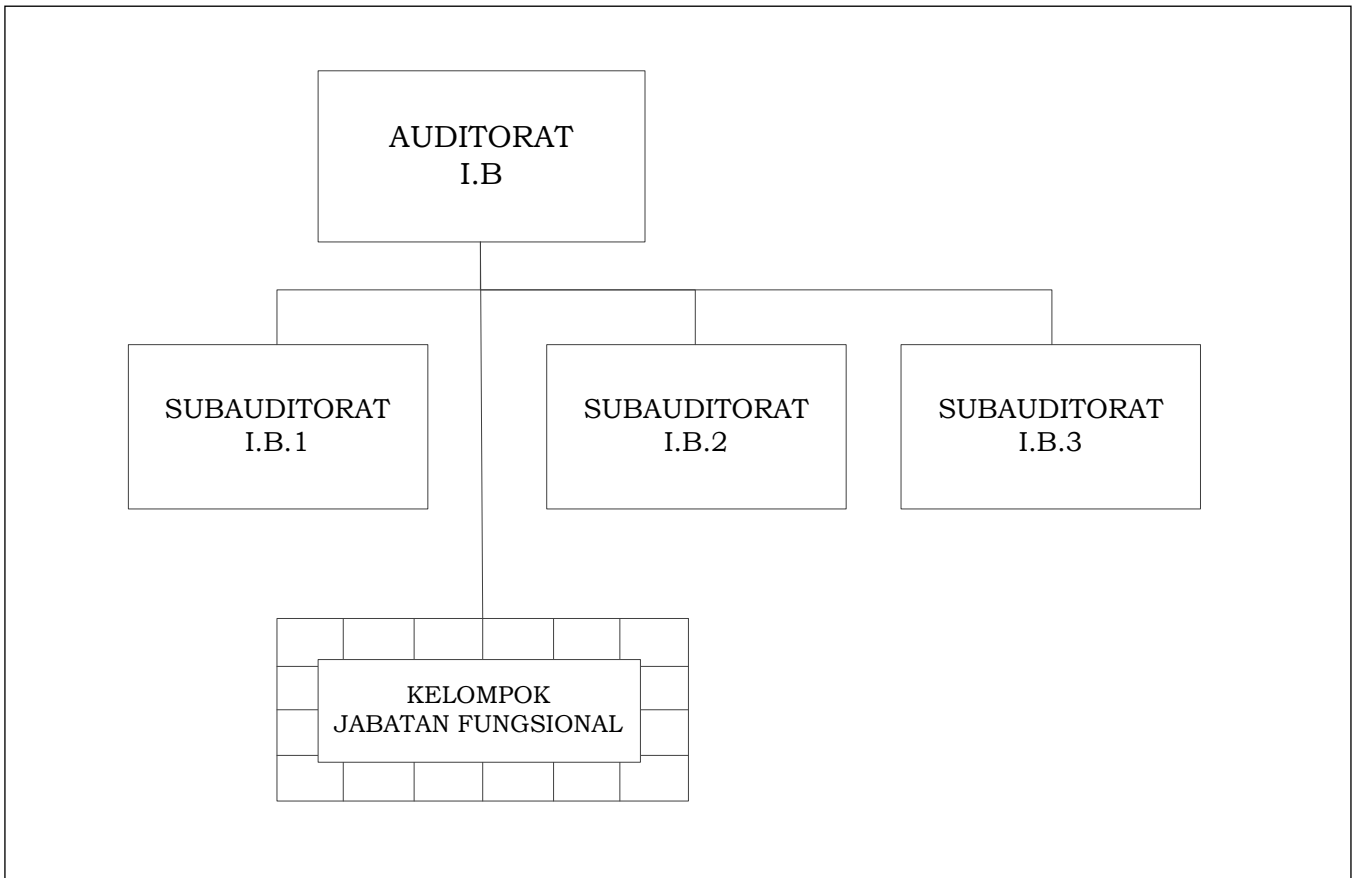 AUDITORAT
I.B
SUBAUDITORAT
I.B.1
SUBAUDITORAT
I.B.2
SUBAUDITORAT
I.B.3
KELOMPOK
JABATAN FUNGSIONAL